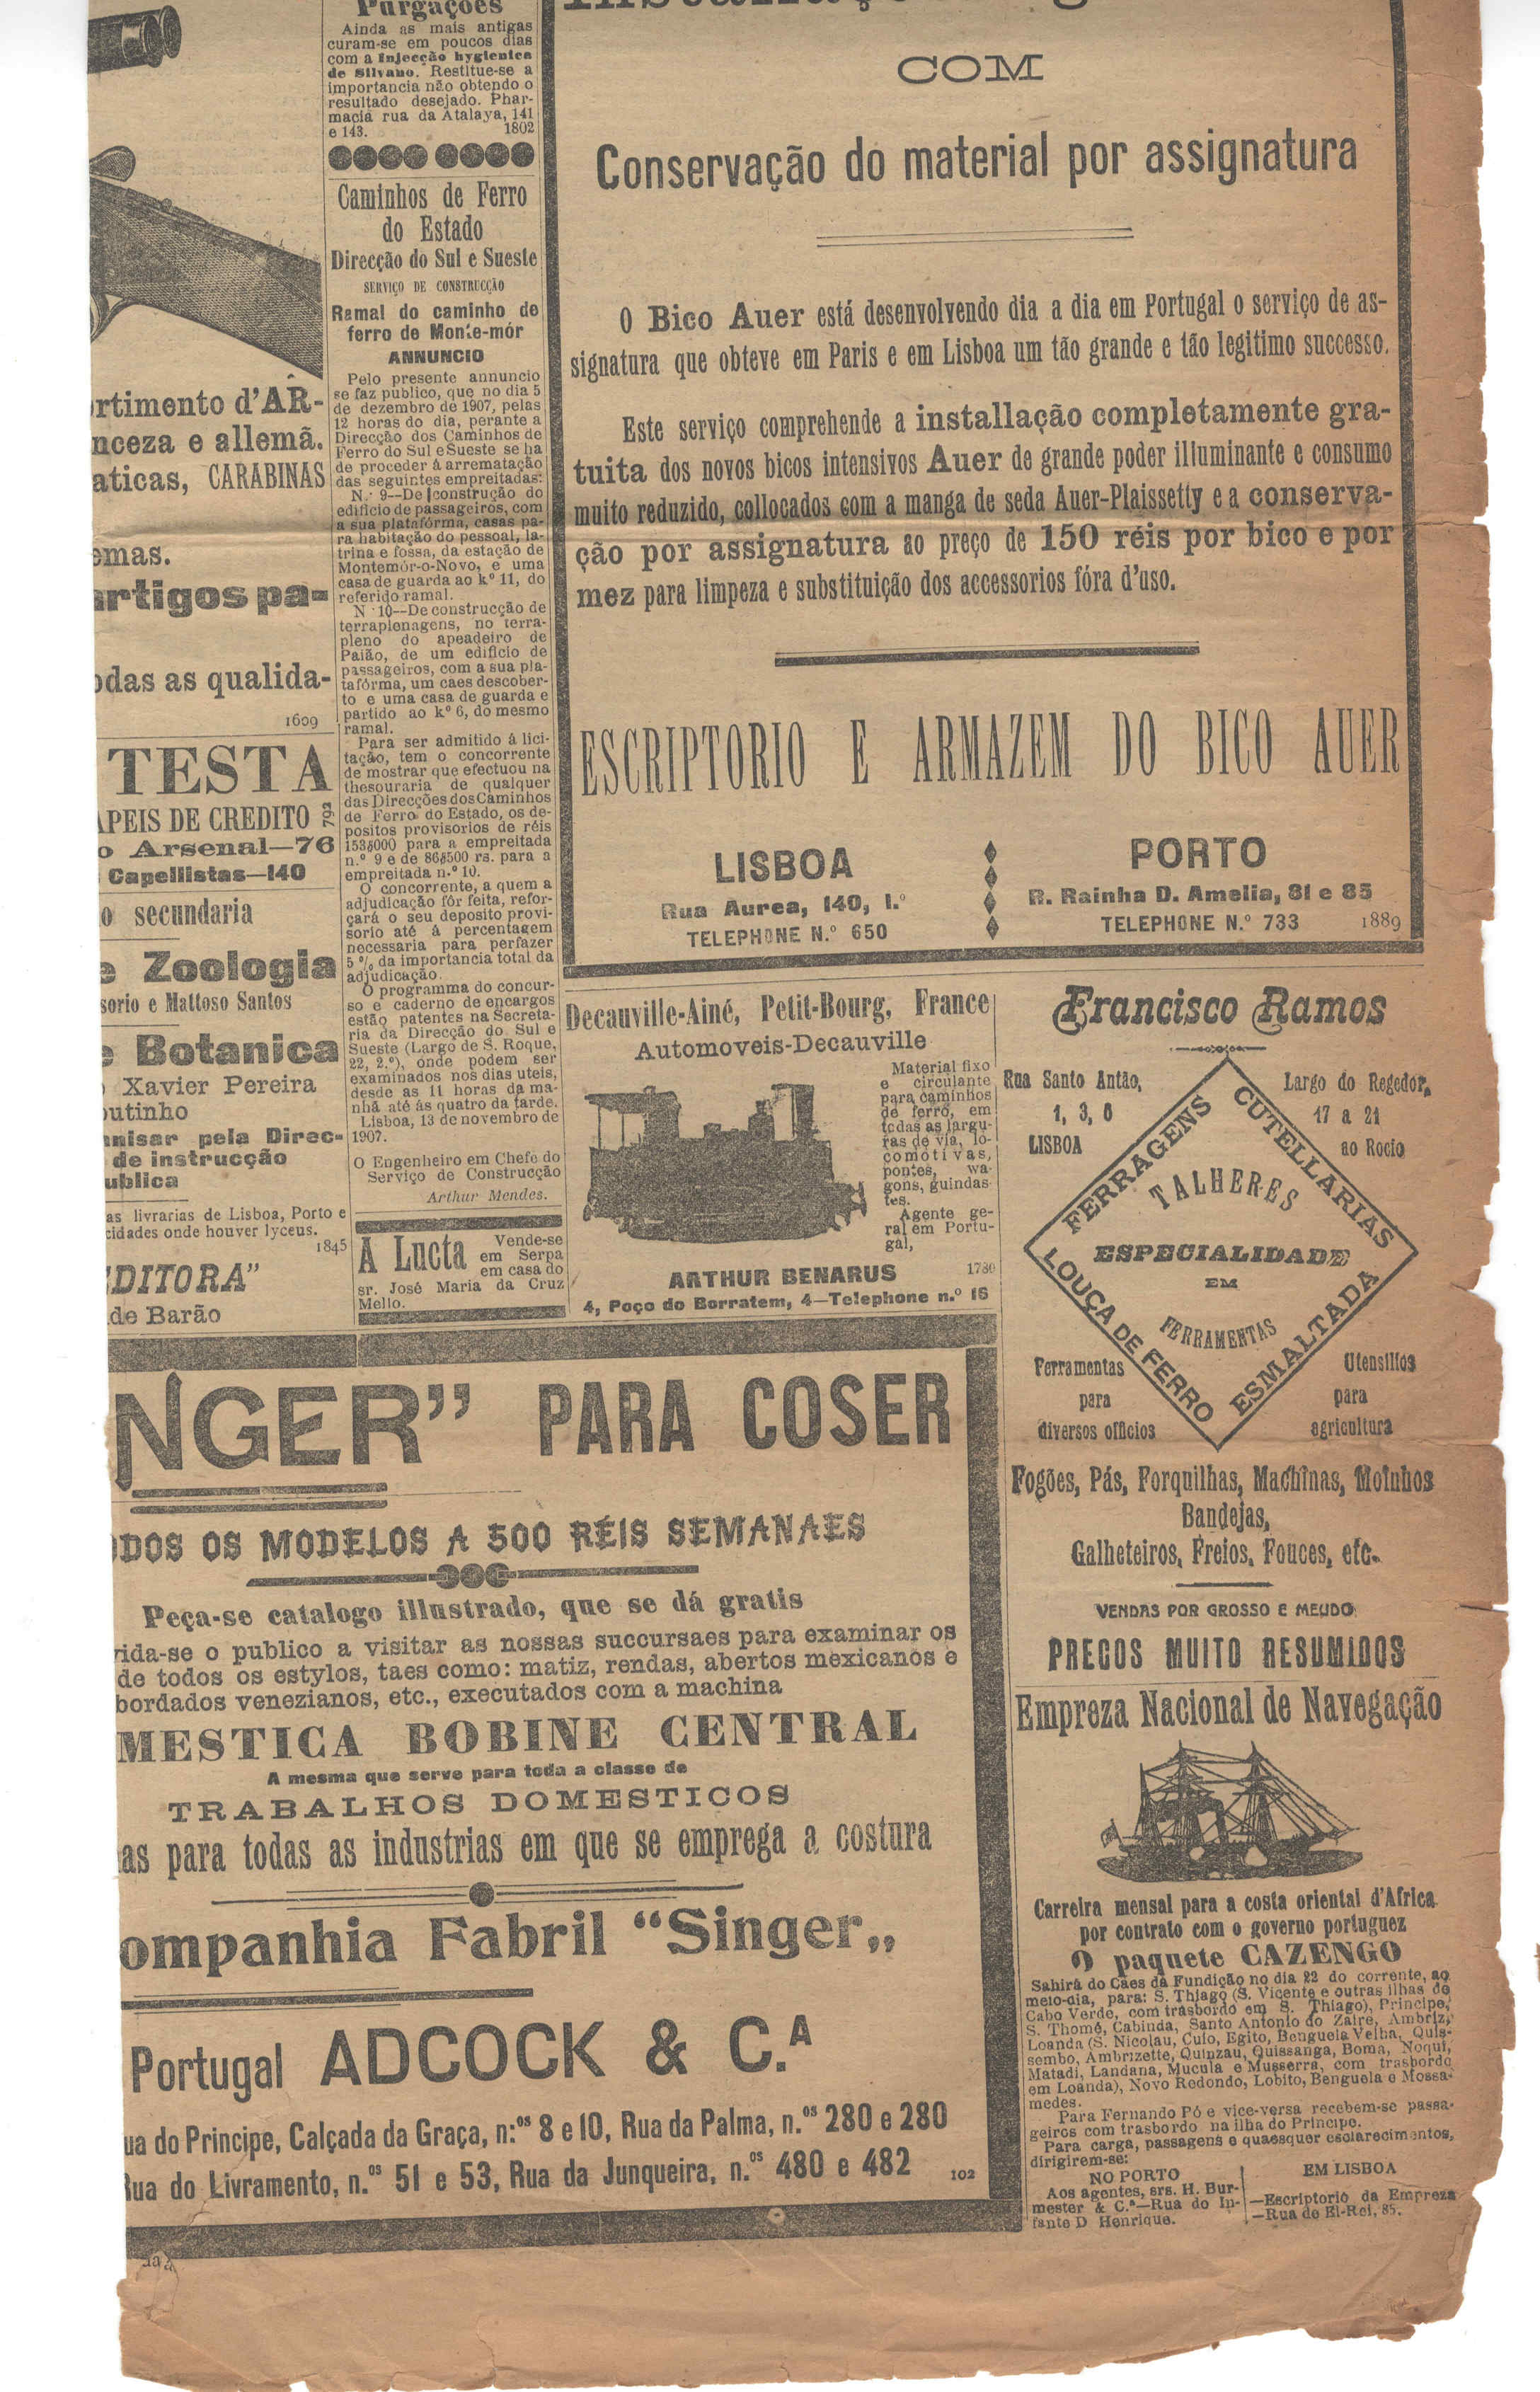 Purgações
Ainda as mais antigas
curam-se em poucos dias
com a Injecção hygienica
de Silvano. Restitue-se a
importancia não obtendo o
resultado desejado. Phar-
macia rua da Atalaya, 141
e 143. 1802
Caminhos de Ferro
do Estado
Direcção do Sul e Sueste
SERVIÇO DE CONSTRUCÇÃO
Ramal do caminho de
ferro de Monte-mór
ANNUNCIO
Pelo presente annuncio
se faz publico, que no dia 5
de dezembro de 1907, pelas
12 horas do dia, perante a
Direcção dos Caminhos de
Ferro do Sul e Sueste se ha
de proceder á arrematação
das seguintes empreitadas:
N.º 9--De construção do
edificio de passageiros, com
a sua platafórma, casas pa-
ra habitação do pessoal, la-
trina e fossa, da estação de
Montemór-o-Novo, e uma
casa de guarda ao kº 11, do
referido ramal.
N.º 10--De construcção de
terraplenagens, no terra-
pleno do apeadeiro de
Paião, de um edificio de
passageiros, com a sua pla-
tafórma, um caes descober-
to e uma casa de guarda e
partido ao kº 6, do mesmo
ramal.
Para ser admitido á lici-
tação, tem o concorrente
de mostrar que efectuou na
thesouraria de qualquer
das Direcções dos Caminhos
de Ferro do Estado, os de-
positos provisorios de réis
153$000 para a empreitada
n.º 9 e de 86$500 rs. para a
empreitada n.º 10.
O concorrente, a quem a
adjudicação fôr feita, refor-
çará o seu deposito provi-
sorio até á percentagem
necessaria para perfazer
5 % da importancia total da
adjudicação.
O programma do concur-
so e caderno de encargos
estão patentes na Secreta-
ria da Direcção do Sul e
Sueste (Largo de S. Roque,
22, 2.º), onde podem ser
examinados nos dias uteis,
desde as 11 horas da ma-
nhã até ás quatro da tarde.
Lisboa, 13 de novembro de
1907.
O Engenheiro em Chefe do
Serviço de Construcção
Arthur Mendes.
A Lucta Vende-se
em Serpa
em casa do
sr. José Maria da Cruz
Mello.
rtimento d'AR-
nceza e allemã.
aticas, CARABINAS
emas.
artigos pa-
odas as qualida-
1609
TESTA
APEIS DE CREDITO 792
o Arsenal—76
Capellistas—140
o secundaria
e Zoologia
sorio e Mattoso Santos
e Botanica
Xavier Pereira
outinho
anisar pela Direc-
de instrucção
ublica
as livrarias de Lisboa, Porto e
cidades onde houver lyceus.
1845
EDITORA"
de Barão
COM
Conservação do material por assignatura
O Bico Auer está desenvolvendo dia a dia em Portugal o serviço de as-
signatura que obteve em Paris e em Lisboa um tão grande e tão legitimo successo.
Este serviço comprehende a installação completamente gra-
tuita dos novos bicos intensivos Auer de grande poder illuminante e consumo
muito reduzido, collocados com a manga de seda Auer-Plaissetty e a conserva-
ção por assignatura ao preço de 150 réis por bico e por
mez para limpeza e substituição dos accessorios fóra d'uso.
ESCRIPTORIO E ARMAZEM DO BICO AUER
LISBOA
Rua Aurea, 140, 1.º
TELEPHONE N.º 650
PORTO
R. Rainha D. Amelia, 81 e 85
TELEPHONE N.º 733 1889
Decauville-Ainé, Petit-Bourg, France
Automoveis-Decauville
Material fixo
e circulante
para caminhos
de ferro, em
todas as largu-
ras de via, lo-
comotivas,
pontes, wa-
gons, guindas-
tes.
Agente ge-
ral em Portu-
gal,
ARTHUR BENARUS 1780
4, Poço do Borratem, 4—Telephone n.º 16
Francisco Ramos
Rua Santo Antão,
1, 3, 6
LISBOA
Largo do Regedor,
17 a 21
ao Rocio
FERRAGENS
CUTELLARIAS
TALHERES
ESPECIALIDADE
EM
FERRAMENTAS
LOUÇA DE FERRO
ESMALTADA
Ferramentas
para
diversos officios
Utensilios
para
agricultura
Fogões, Pás, Forquilhas, Machinas, Moinhos
Bandejas,
Galheteiros, Freios, Fouces, etc.
VENDAS POR GROSSO E MEUDO
PREÇOS MUITO RESUMIDOS
NGER” PARA COSER
ODOS OS MODELOS A 500 RÉIS SEMANAES
Peça-se catalogo illustrado, que se dá gratis
vida-se o publico a visitar as nossas succursaes para examinar os
de todos os estylos, taes como: matiz, rendas, abertos mexicanos e
bordados venezianos, etc., executados com a machina
MESTICA BOBINE CENTRAL
A mesma que serve para toda a classe de
TRABALHOS DOMESTICOS
as para todas as industrias em que se emprega a costura
ompanhia Fabril “Singer„
Portugal ADCOCK & C.A
ua do Principe, Calçada da Graça, n.os 8 e 10, Rua da Palma, n.os 280 e 280
Rua do Livramento, n.os 51 e 53, Rua da Junqueira, n.os 480 e 482 102
Empreza Nacional de Navegação
Carreira mensal para a costa oriental d'Africa
por contrato com o governo portuguez
O paquete CAZENGO
Sahirá do Caes da Fundição no dia 22 do corrente, ao
meio-dia, para: S. Thiago (S. Vicente e outras ilhas de
Cabo Verde, com trasbordo em S. Thiago), Principe,
S. Thomé, Cabinda, Santo Antonio do Zaire, Ambriz,
Loanda (S. Nicolau, Cuio, Egito, Benguela Velha, Quis-
sembo, Ambrizette, Quinzau, Quissanga, Boma, Noqui,
Matadi, Landana, Mucula e Musserra, com trasbordo
em Loanda), Novo Redondo, Lobito, Benguela e Mossa-
medes.
Para Fernando Pó e vice-versa recebem-se passa-
geiros com trasbordo na ilha do Principe.
Para carga, passagens e quaesquer esclarecimentos,
dirigirem-se:
NO PORTO
Aos agentes, srs. H. Bur-
mester & C.ª—Rua do In-
fante D Henrique.
EM LISBOA
—Escriptorio da Empreza
—Rua de El-Rei, 85.